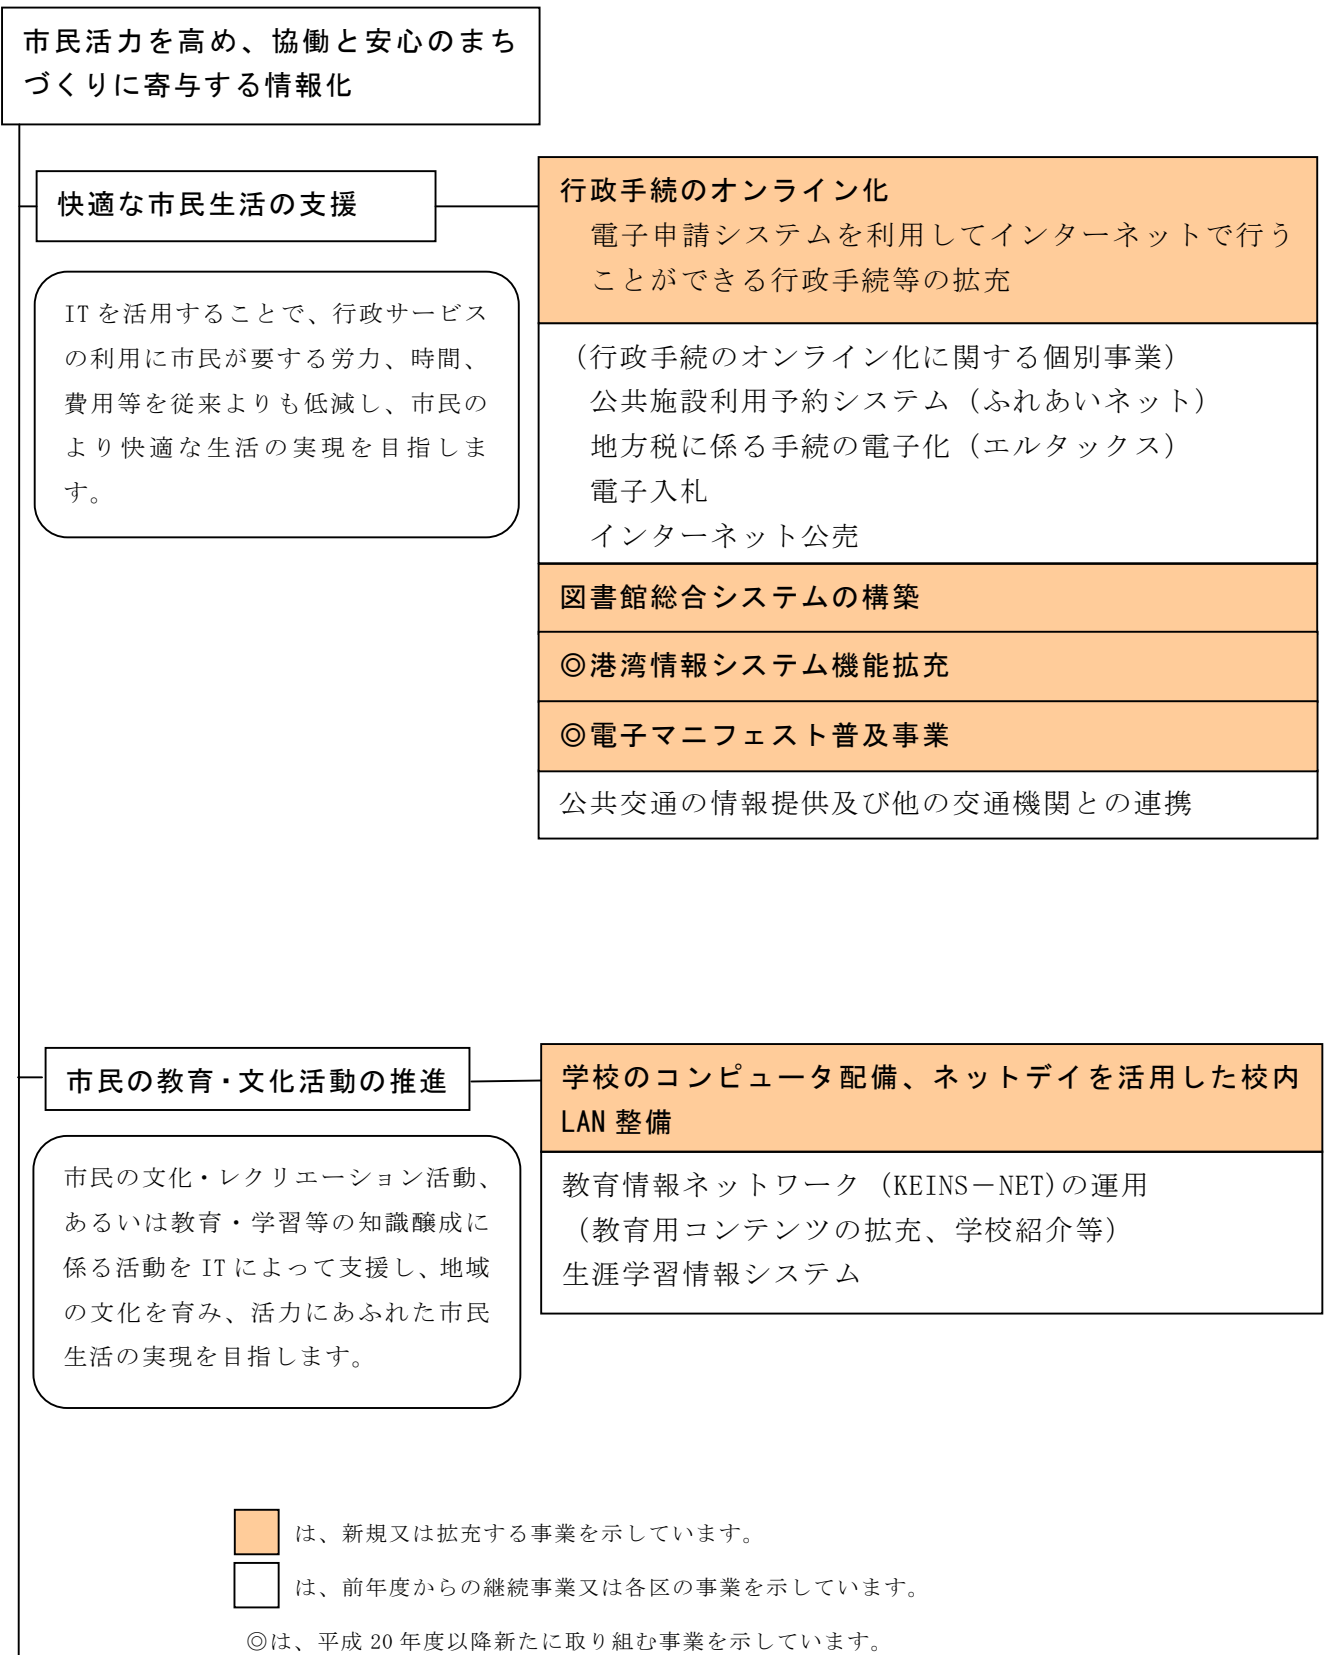 市民活力を高め、協働と安心のまち
づくりに寄与する情報化
快適な市民生活の支援
ITを活用することで、行政サービス
の利用に市民が要する労力、時間、
費用等を従来よりも低減し、市民の
より快適な生活の実現を目指しま
す。
行政手続のオンライン化
電子申請システムを利用してインターネットで行う
ことができる行政手続等の拡充
（行政手続のオンライン化に関する個別事業）
公共施設利用予約システム（ふれあいネット）
地方税に係る手続の電子化（エルタックス）
電子入札
インターネット公売
図書館総合システムの構築
◎港湾情報システム機能拡充
◎電子マニフェスト普及事業
公共交通の情報提供及び他の交通機関との連携
市民の教育・文化活動の推進
市民の文化・レクリエーション活動、
あるいは教育・学習等の知識醸成に
係る活動を IT によって支援し、地域
の文化を育み、活力にあふれた市民
生活の実現を目指します。
学校のコンピュータ配備、ネットデイを活用した校内
LAN 整備
教育情報ネットワーク（KEINS－NET)の運用
（教育用コンテンツの拡充、学校紹介等）
生涯学習情報システム
は、新規又は拡充する事業を示しています。
は、前年度からの継続事業又は各区の事業を示しています。
◎は、平成 20 年度以降新たに取り組む事業を示しています。